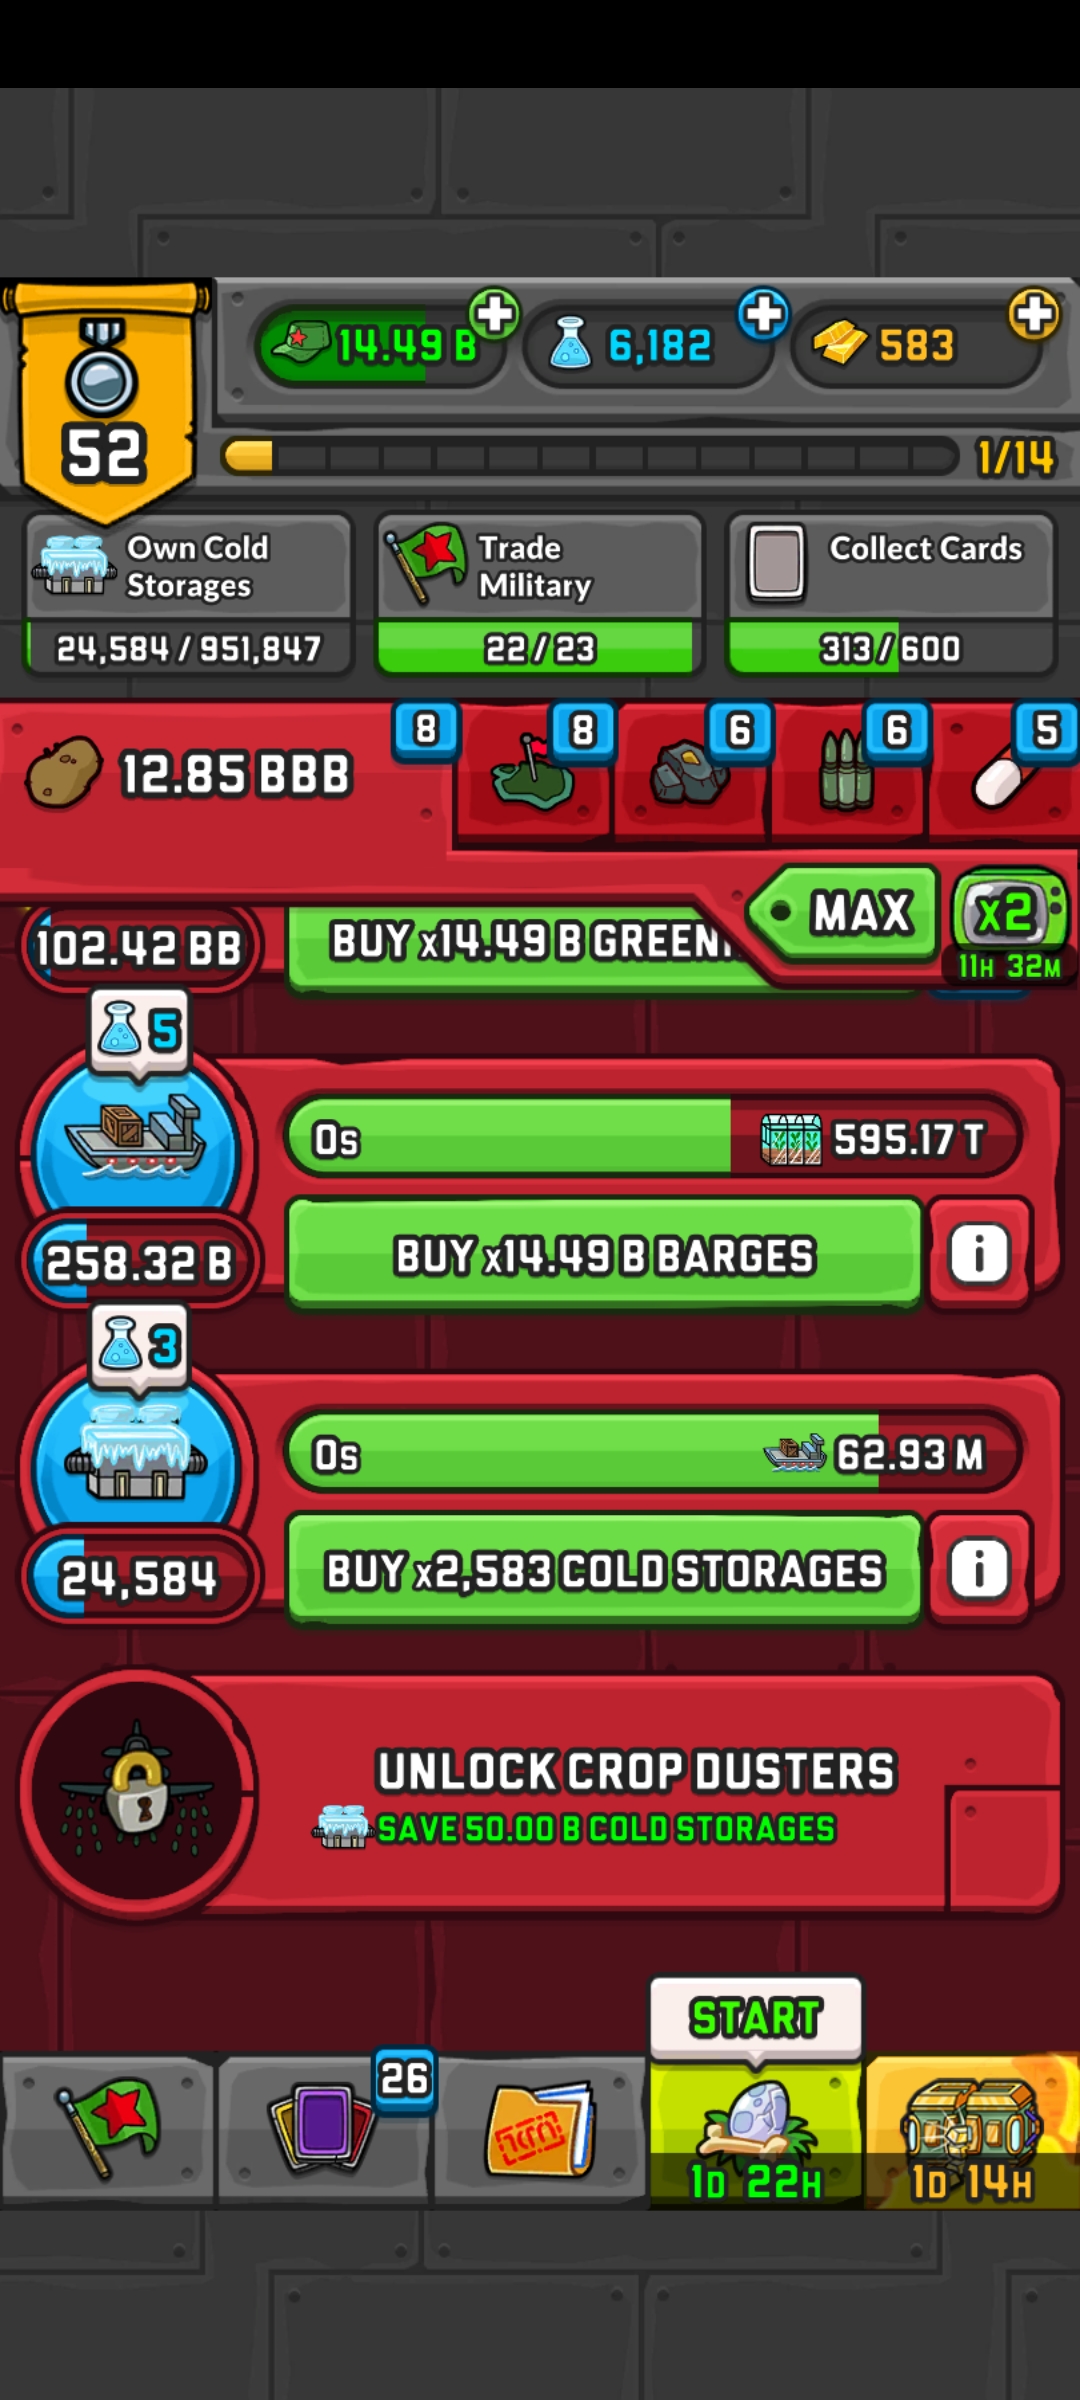 14.49 B
6,182
583
52
1/14
Own Cold
Storages
24,584 / 951,847
Trade
Military
22 / 23
Collect Cards
313 / 600
12.85 BBB
8
8
6
6
5
MAX
x2
11H 32M
102.42 BB
BUY x14.49 B GREEN
5
0s
595.17 T
258.32 B
BUY x14.49 B BARGES
i
3
0s
62.93 M
24,584
BUY x2,583 COLD STORAGES
i
UNLOCK CROP DUSTERS
SAVE 50.00 B COLD STORAGES
START
26
1D 22H
1D 14H